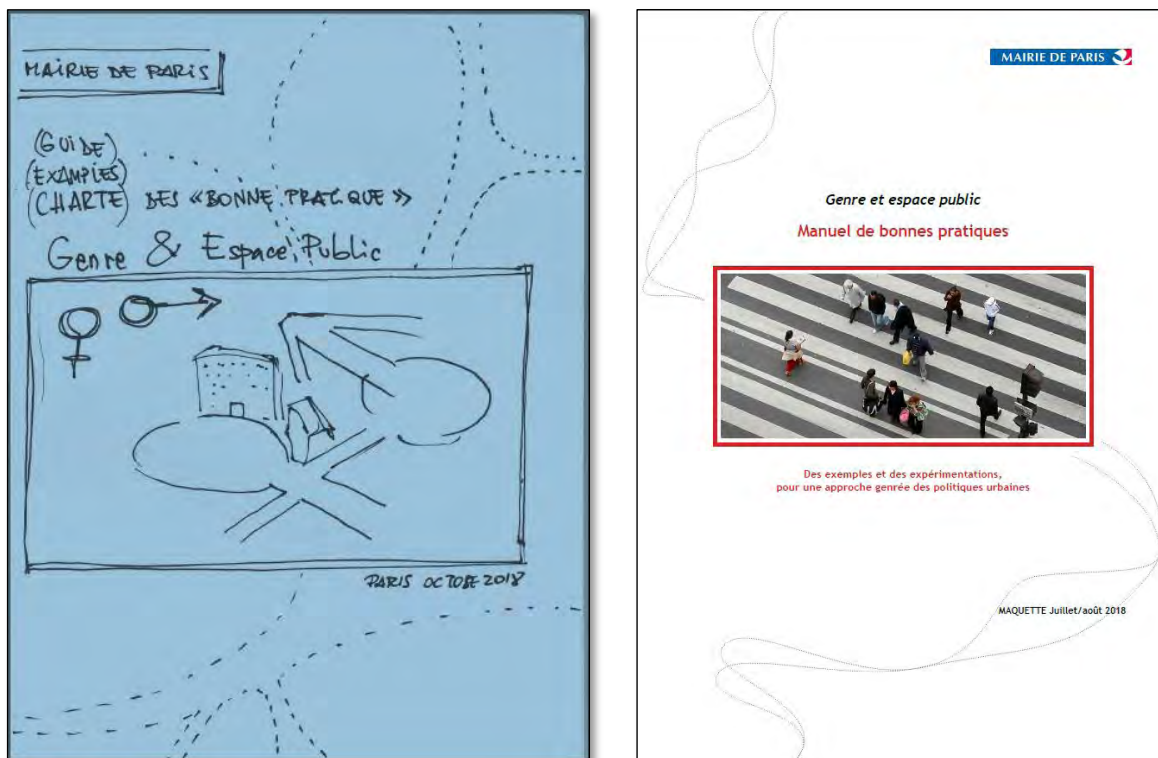 MAIRIE DE PARIS
(GUIDE)
(EXAMPLES)
(CHARTE) DES «BONNE PRATIQUE»
Genre & Espace Public
PARIS OCTOBE 2018
MAIRIE DE PARIS
Genre et espace public
Manuel de bonnes pratiques
Des exemples et des expérimentations,
pour une approche genrée des politiques urbaines
MAQUETTE Juillet/août 2018